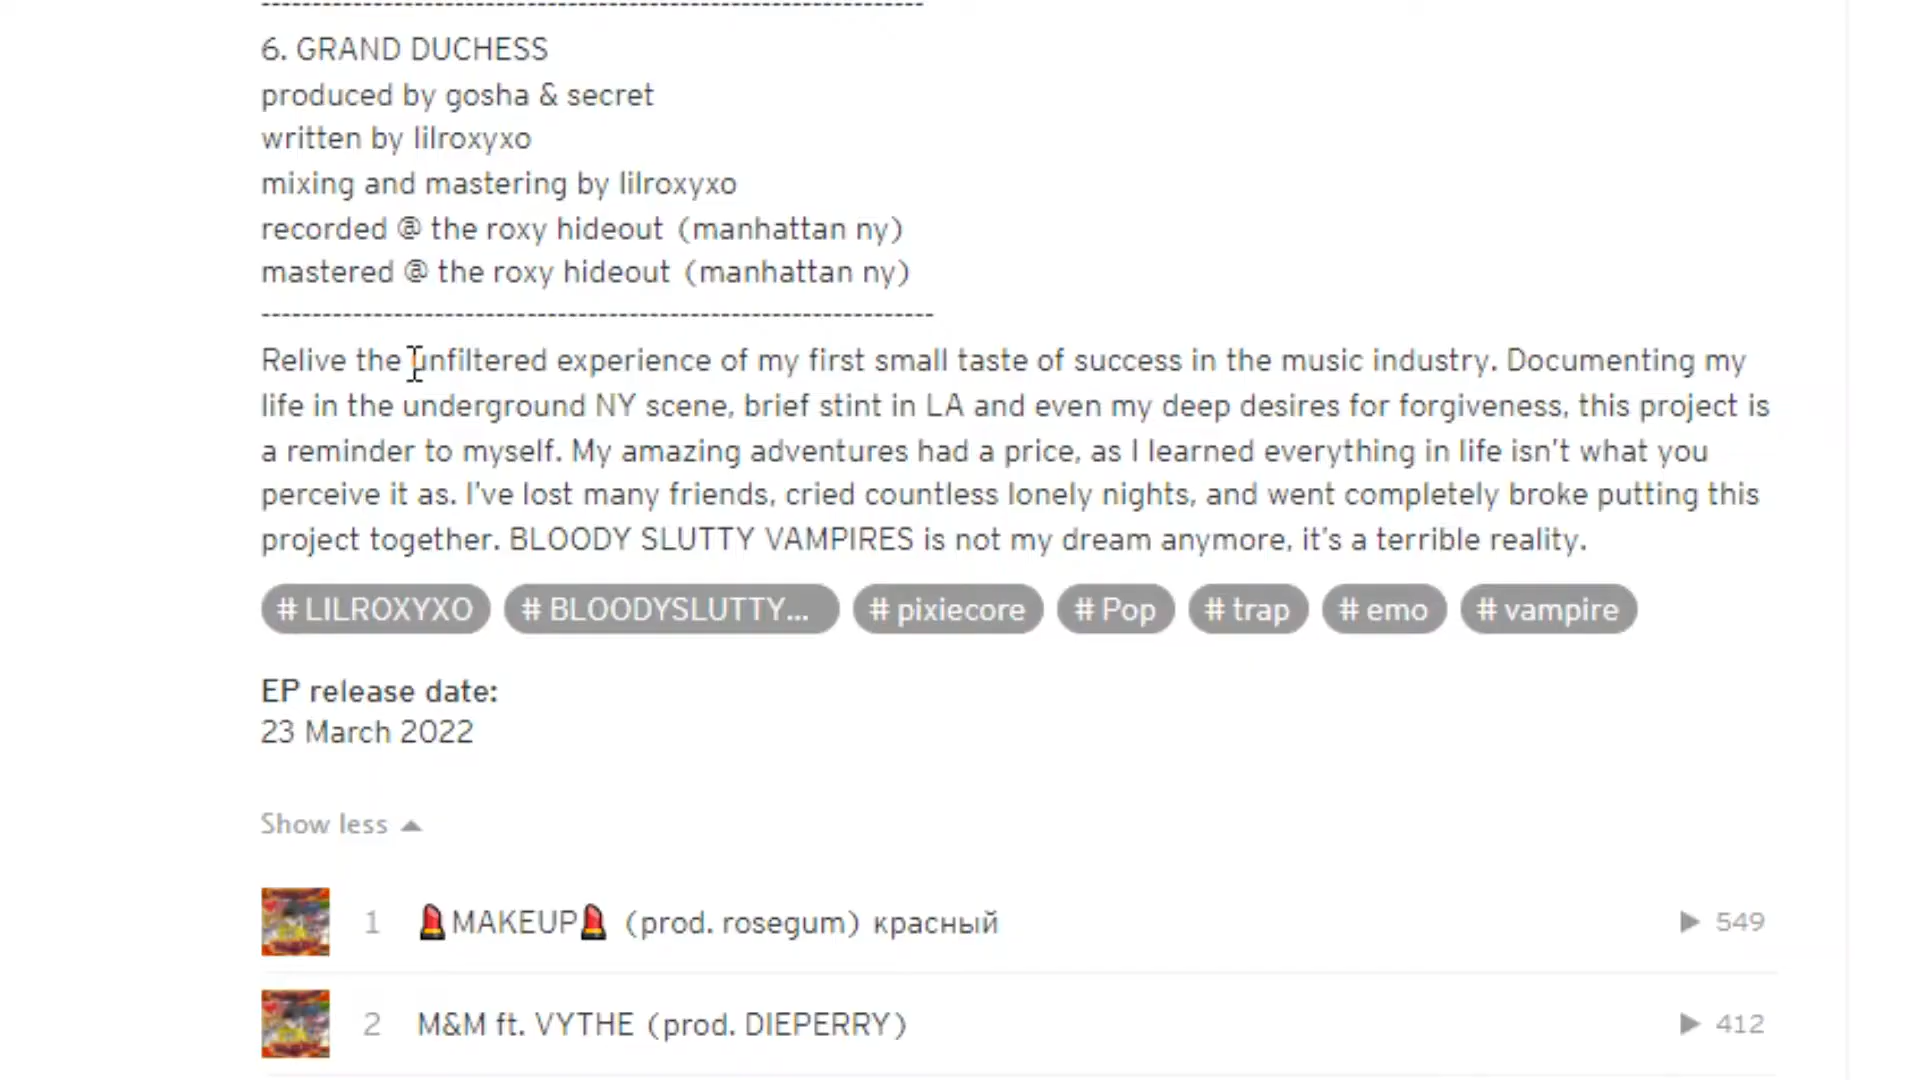 6. GRAND DUCHESS
produced by gosha & secret
written by lilroxyxo
mixing and mastering by lilroxyxo
recorded @ the roxy hideout (manhattan ny)
mastered @ the roxy hideout (manhattan ny)
-----------------------------------------------------------------
Relive the unfiltered experience of my first small taste of success in the music industry. Documenting my
life in the underground NY scene, brief stint in LA and even my deep desires for forgiveness, this project is
a reminder to myself. My amazing adventures had a price, as I learned everything in life isn't what you
perceive it as. I've lost many friends, cried countless lonely nights, and went completely broke putting this
project together. BLOODY SLUTTY VAMPIRES is not my dream anymore, it's a terrible reality.
# LILROXYXO # BLOODYSLUTTY... # pixiecore # Pop # trap # emo # vampire
EP release date:
23 March 2022
Show less
1 💄MAKEUP💄 (prod. rosegum) красный 549
2 M&M ft. VYTHE (prod. DIEPERRY) 412